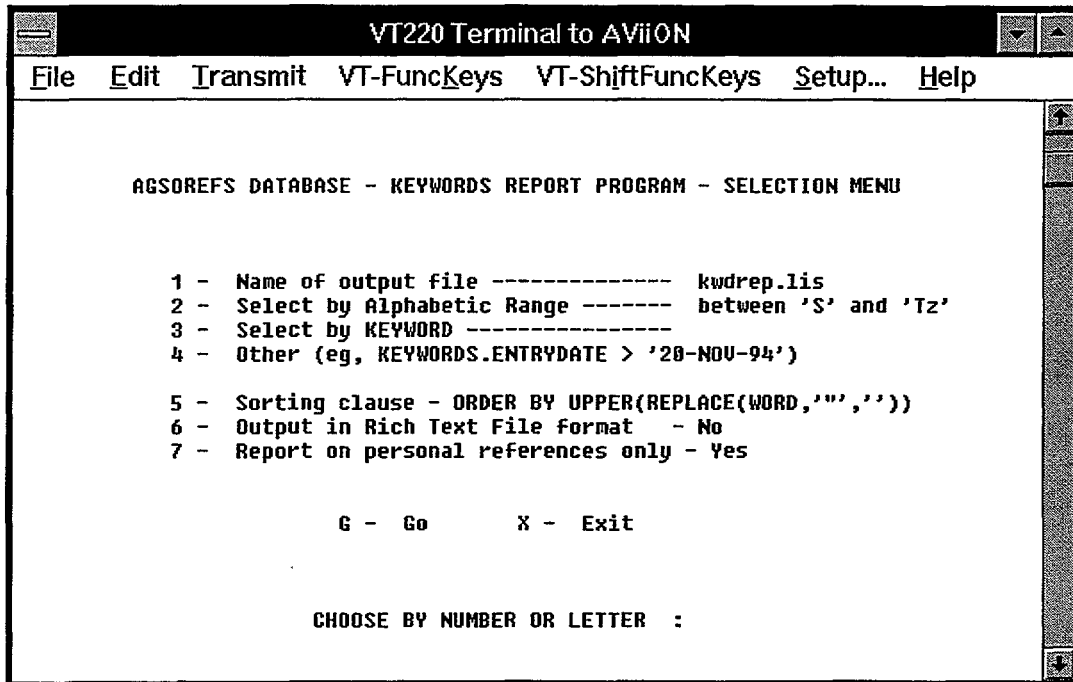 VT220 Terminal to AViiON
File Edit Transmit VT-FuncKeys VT-ShiftFuncKeys Setup... Help
AGSOREFS DATABASE - KEYWORDS REPORT PROGRAM - SELECTION MENU
1 - Name of output file -------------- kwdrep.lis
2 - Select by Alphabetic Range ------- between 'S' and 'Tz'
3 - Select by KEYWORD ----------------
4 - Other (eg, KEYWORDS.ENTRYDATE > '20-NOV-94')
5 - Sorting clause - ORDER BY UPPER(REPLACE(WORD,'"',''))
6 - Output in Rich Text File format - No
7 - Report on personal references only - Yes
G - Go X - Exit
CHOOSE BY NUMBER OR LETTER :